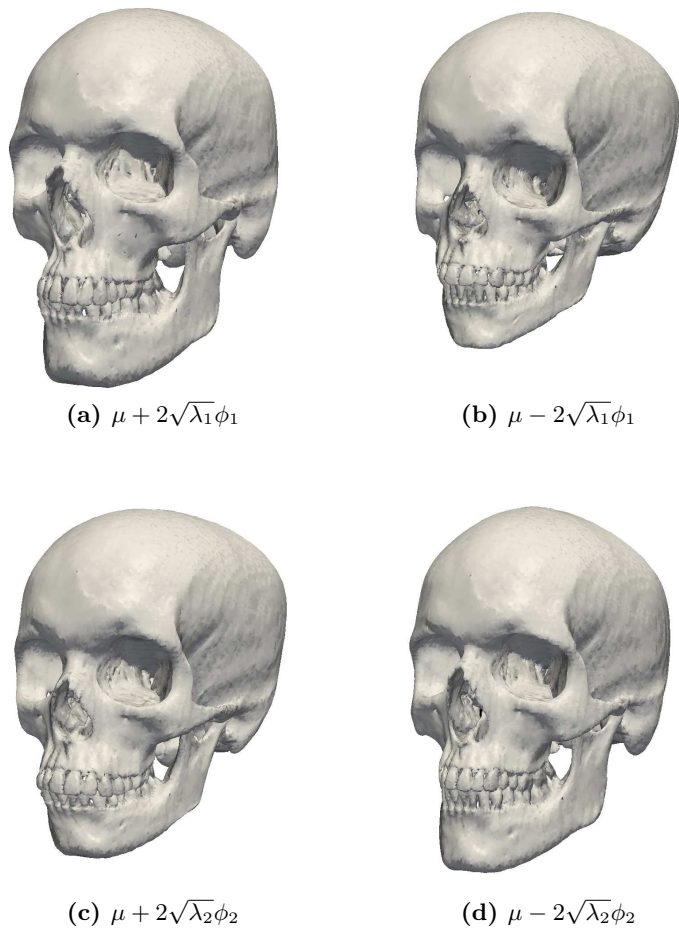 (a) μ + 2√λ₁ϕ₁
(b) μ − 2√λ₁ϕ₁
(c) μ + 2√λ₂ϕ₂
(d) μ − 2√λ₂ϕ₂